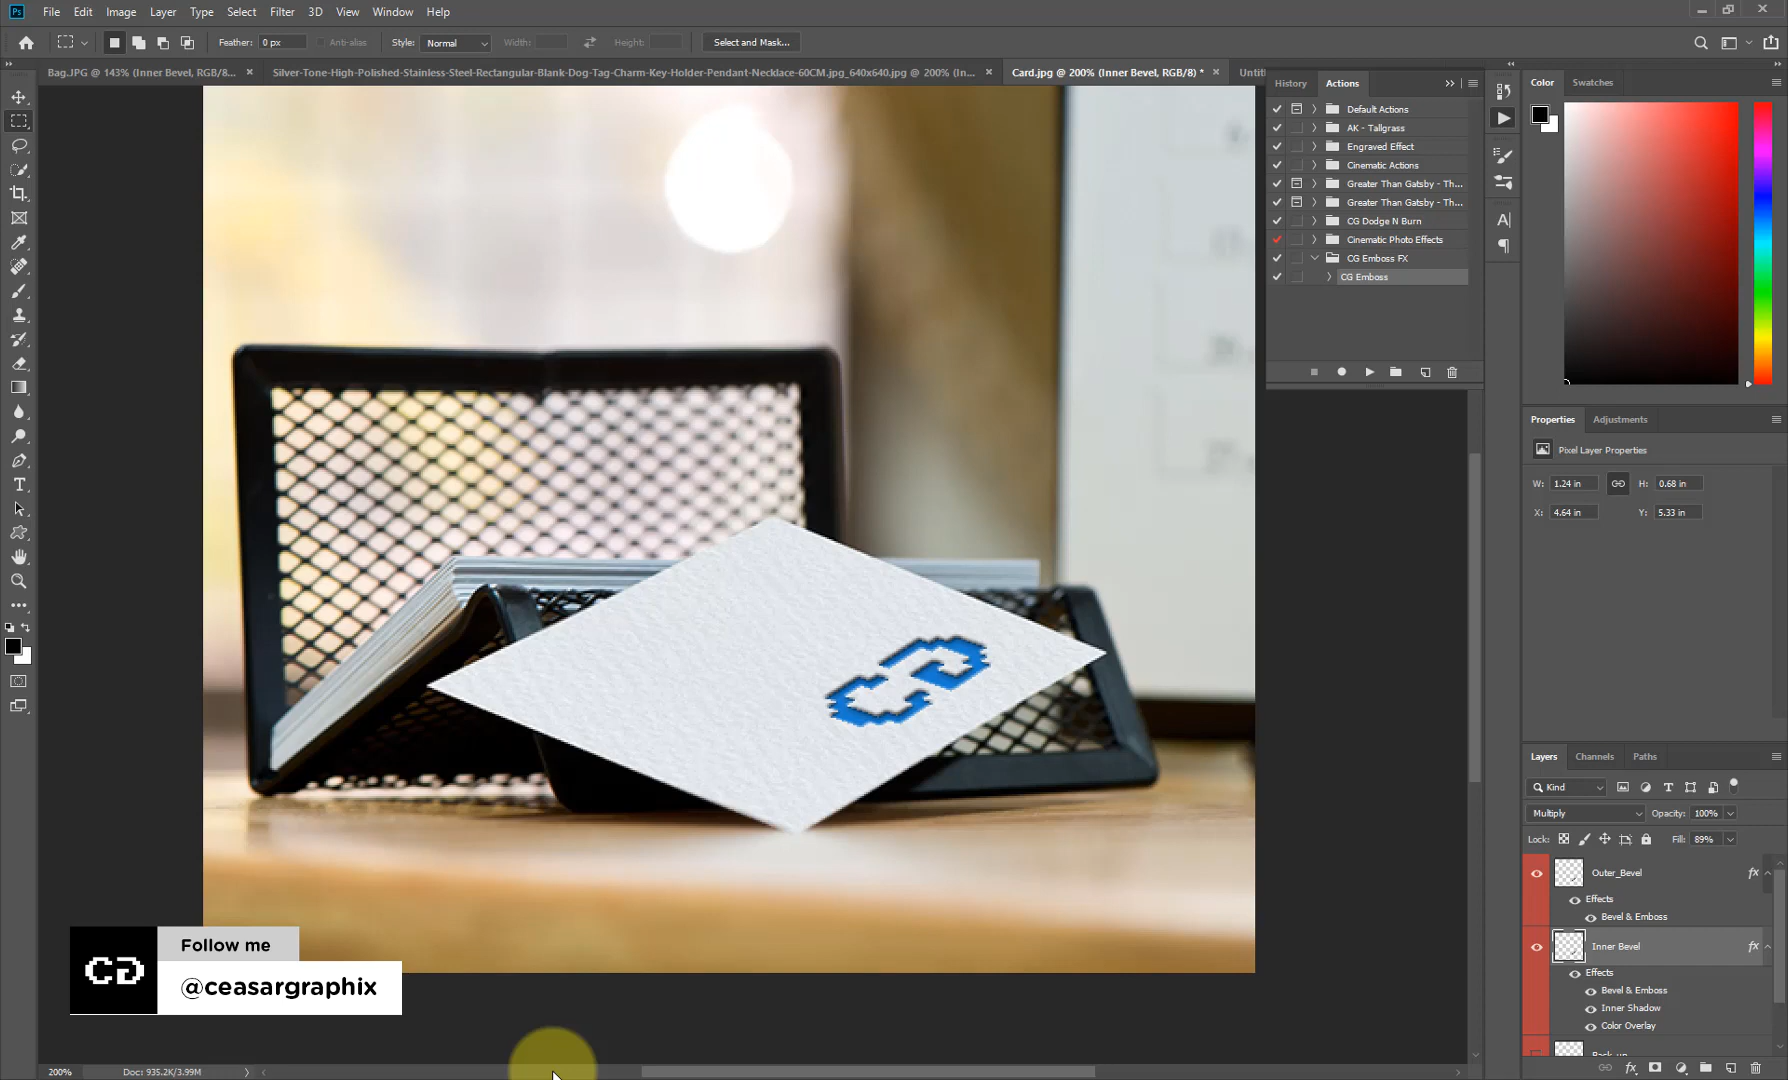 Ps File Edit Image Layer Type Select Filter 3D View Window Help
Feather: 0 px Anti-alias Style: Normal Width: Height: Select and Mask...
Bag.JPG @ 143% (Inner Bevel, RGB/8... × Silver-Tone-High-Polished-Stainless-Steel-Rectangular-Blank-Dog-Tag-Charm-Key-Holder-Pendant-Necklace-60CM.jpg_640x640.jpg @ 200% (In... × Card.jpg @ 200% (Inner Bevel, RGB/8) * × Untit
History Actions
Default Actions
AK - Tallgrass
Engraved Effect
Cinematic Actions
Greater Than Gatsby - Th...
Greater Than Gatsby - Th...
CG Dodge N Burn
Cinematic Photo Effects
CG Emboss FX
CG Emboss
Color Swatches
Properties Adjustments
Pixel Layer Properties
W: 1.24 in H: 0.68 in
X: 4.64 in Y: 5.33 in
Layers Channels Paths
Kind
Multiply Opacity: 100%
Lock: Fill: 89%
Outer_Bevel fx
Effects
Bevel & Emboss
Inner Bevel fx
Effects
Bevel & Emboss
Inner Shadow
Color Overlay
Back_up
CG
CG
Follow me
@ceasargraphix
200% Doc: 935.2K/3.99M